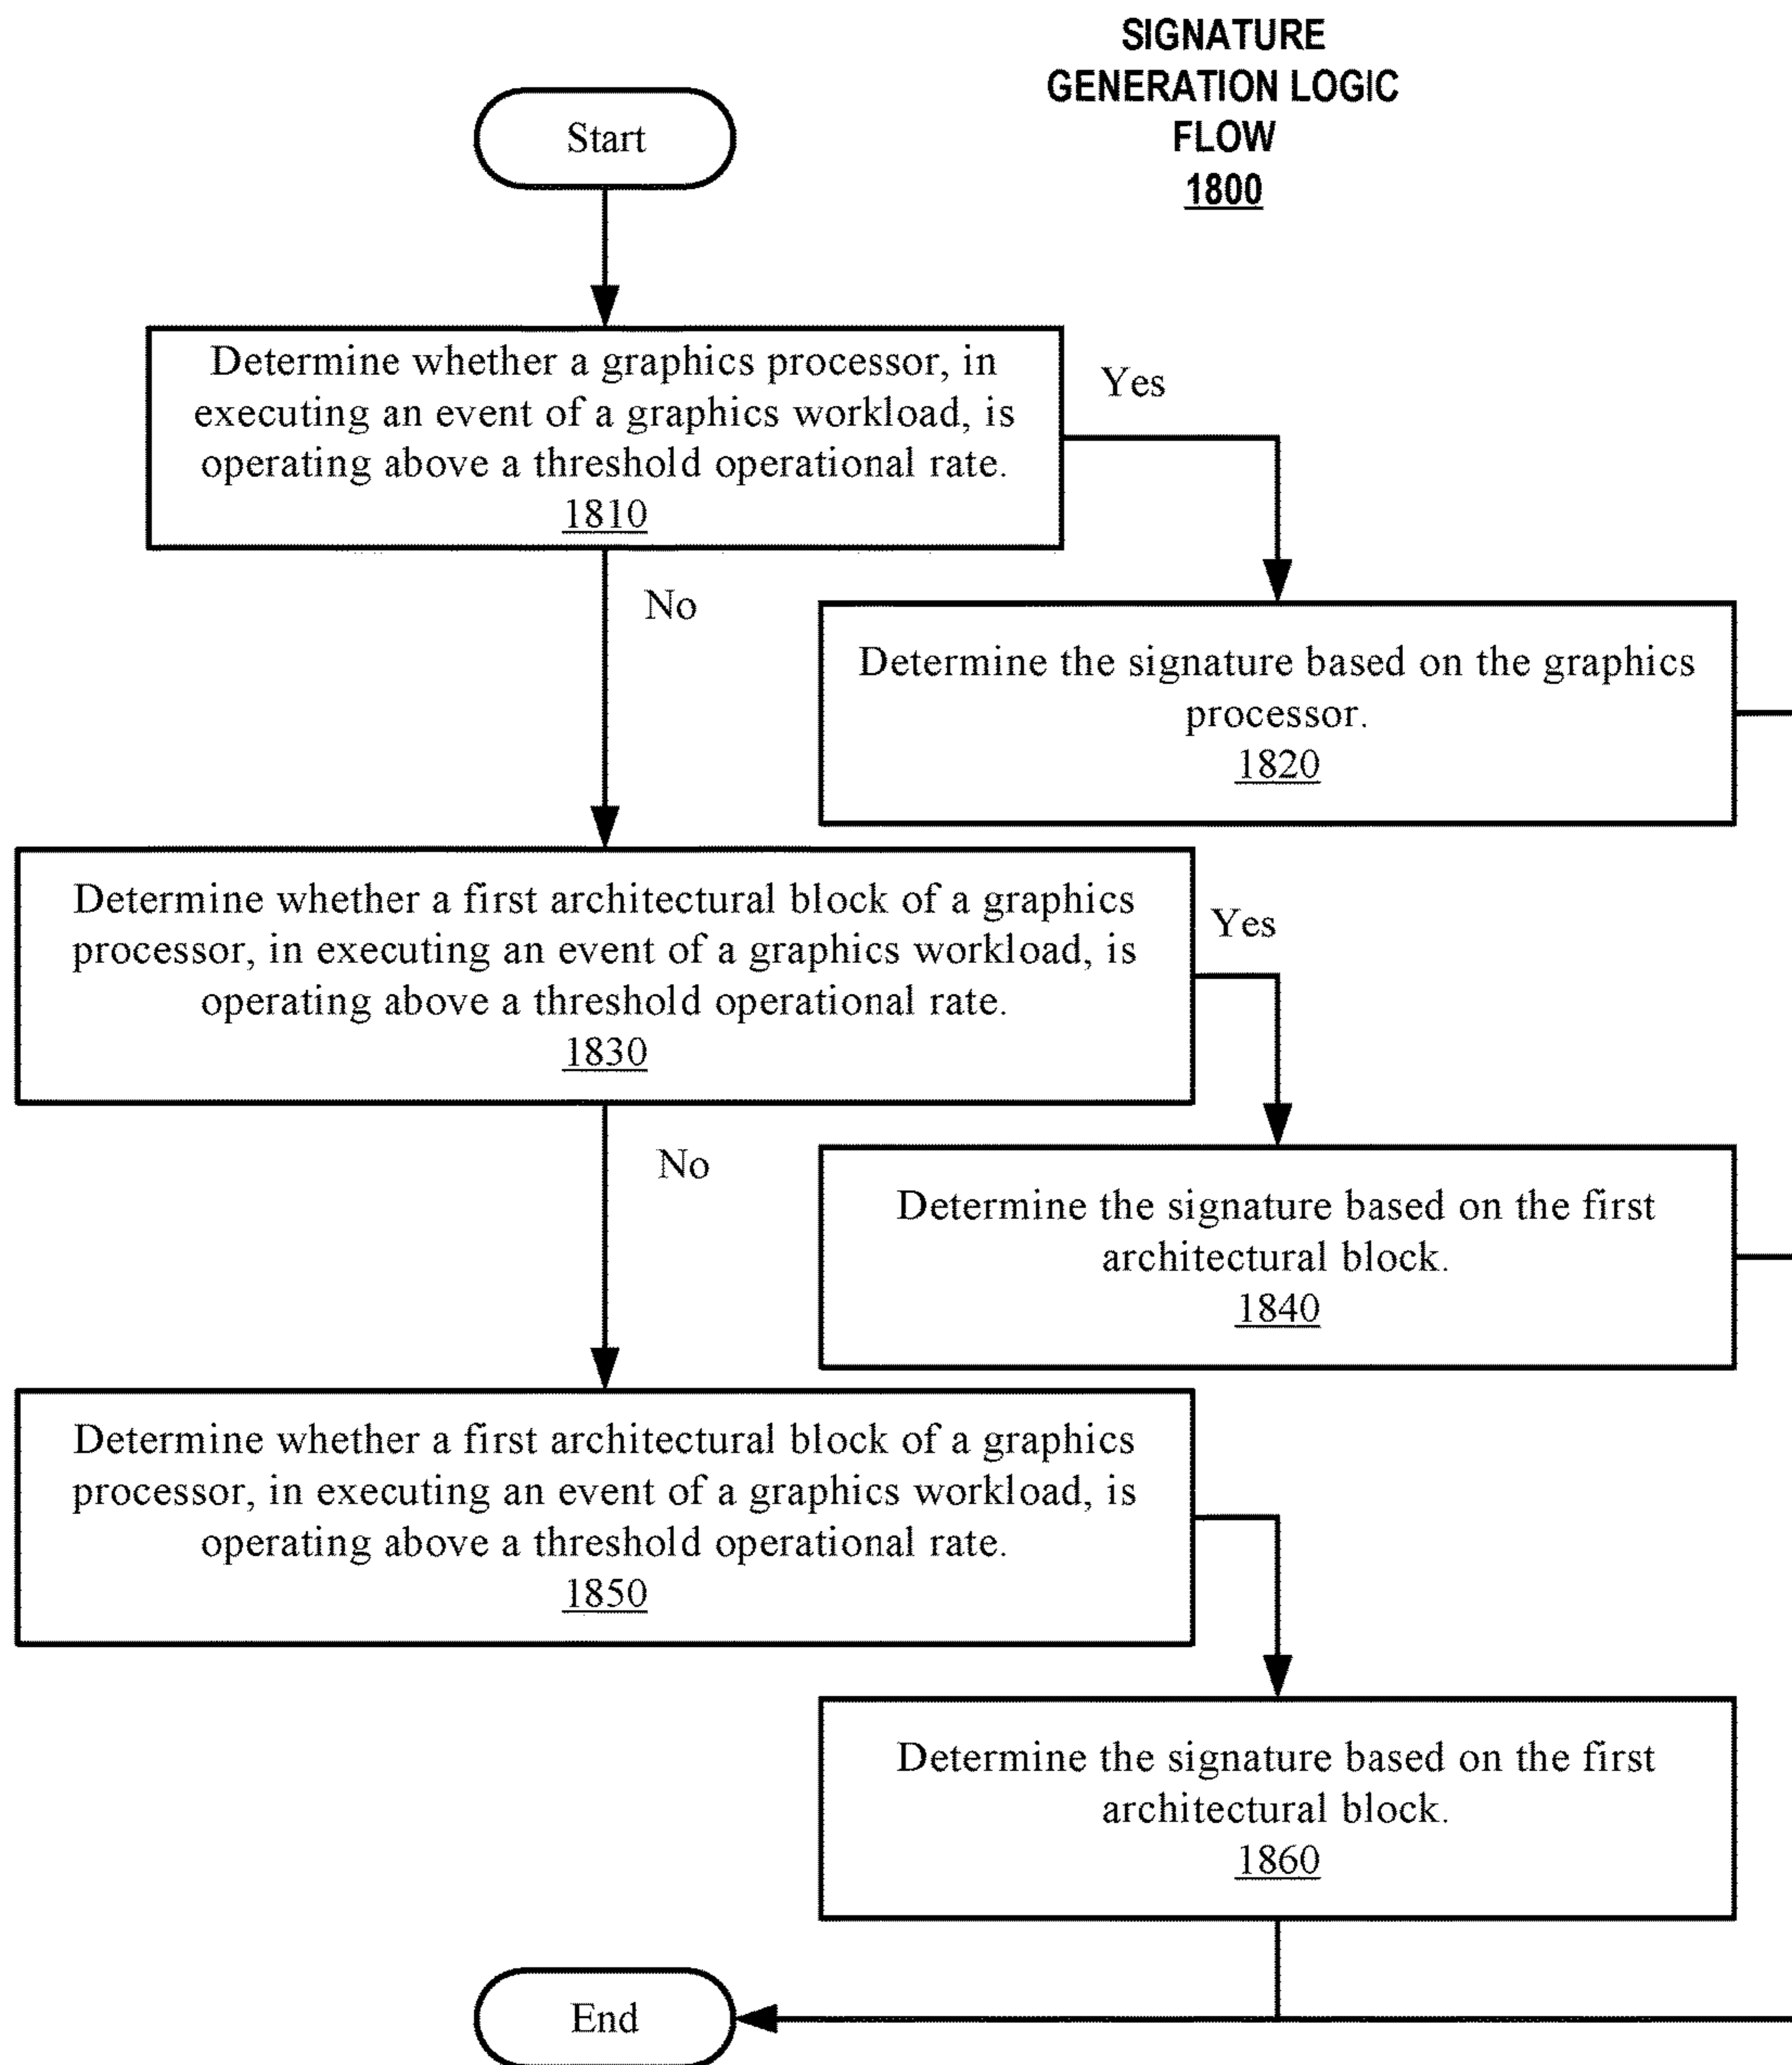 SIGNATURE
GENERATION LOGIC
FLOW
1800
Start
Determine whether a graphics processor, in
executing an event of a graphics workload, is
operating above a threshold operational rate.
1810
Yes
No
Determine the signature based on the graphics
processor.
1820
Determine whether a first architectural block of a graphics
processor, in executing an event of a graphics workload, is
operating above a threshold operational rate.
1830
Yes
No
Determine the signature based on the first
architectural block.
1840
Determine whether a first architectural block of a graphics
processor, in executing an event of a graphics workload, is
operating above a threshold operational rate.
1850
Determine the signature based on the first
architectural block.
1860
End